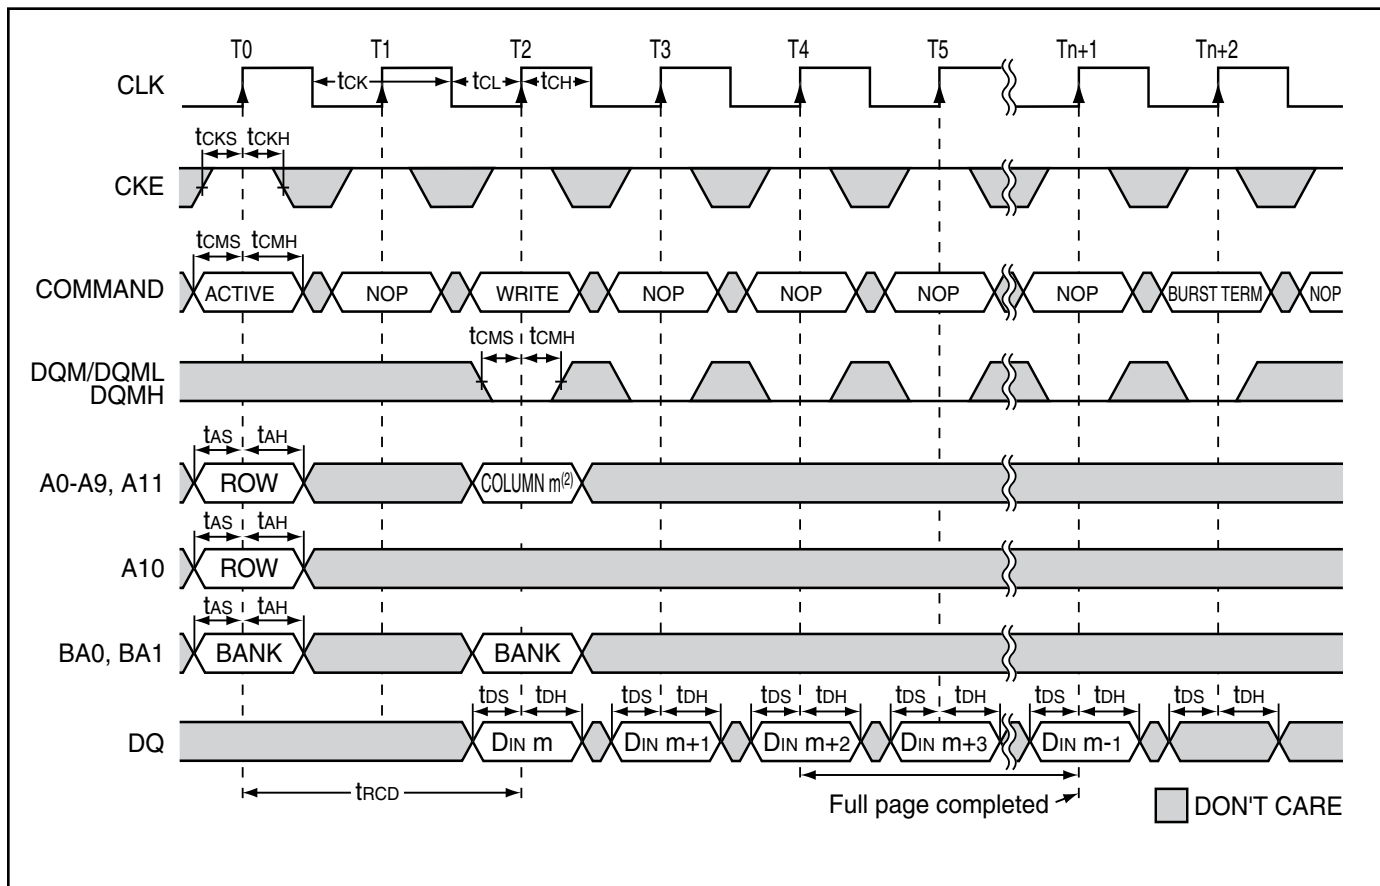 T0 T1 T2 T3 T4 T5 Tn+1 Tn+2
CLK tCK tCL tCH
tCKS tCKH
CKE
tCMS tCMH
COMMAND ACTIVE NOP WRITE NOP NOP NOP NOP BURST TERM NOP
tCMS tCMH
DQM/DQML
DQMH
tAS tAH
A0-A9, A11 ROW COLUMN m(2)
tAS tAH
A10 ROW
tAS tAH
BA0, BA1 BANK BANK
tDS tDH tDS tDH tDS tDH tDS tDH tDS tDH tDS tDH
DQ DIN m DIN m+1 DIN m+2 DIN m+3 DIN m-1
tRCD
Full page completed
DON'T CARE